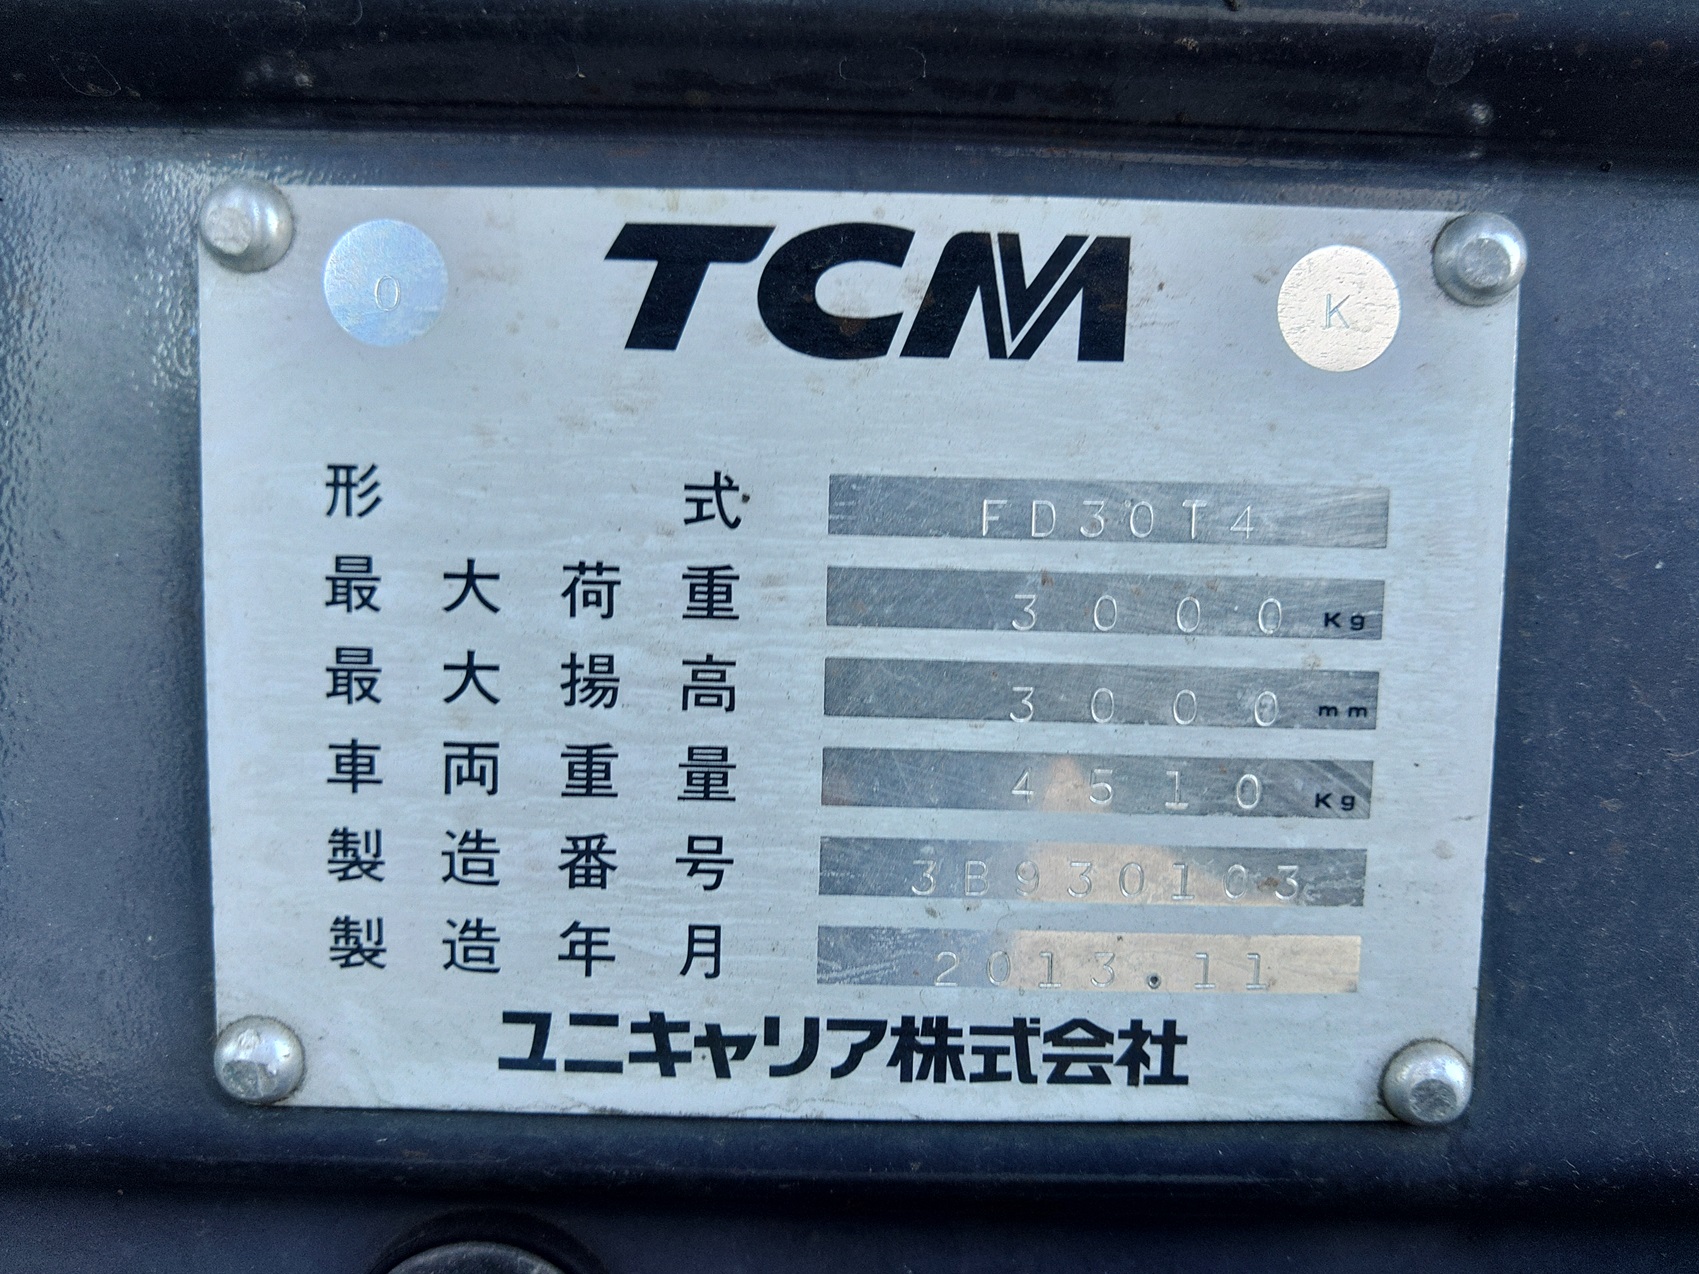 O TCM K
形式 FD30T4
最大荷重 3000 Kg
最大揚高 3000 mm
車両重量 4510 Kg
製造番号 3B930103
製造年月 2013.11
ユニキャリア株式会社